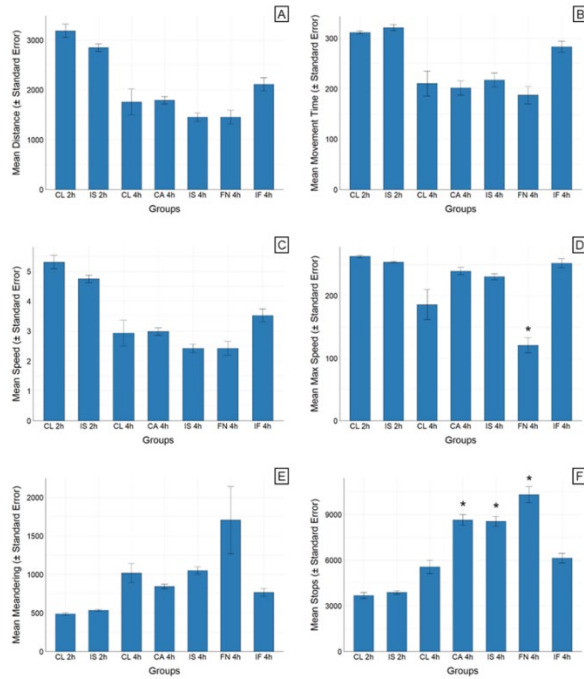 A
Mean Distance (± Standard Error)
3000
2000
1000
0
CL 2h IS 2h CL 4h CA 4h IS 4h FN 4h IF 4h
Groups
B
Mean Movement Time (± Standard Error)
300
200
100
0
CL 2h IS 2h CL 4h CA 4h IS 4h FN 4h IF 4h
Groups
C
Mean Speed (± Standard Error)
5
4
3
2
1
0
CL 2h IS 2h CL 4h CA 4h IS 4h FN 4h IF 4h
Groups
D
Mean Max Speed (± Standard Error)
200
100
0
*
CL 2h IS 2h CL 4h CA 4h IS 4h FN 4h IF 4h
Groups
E
Mean Meandering (± Standard Error)
2000
1500
1000
500
0
CL 2h IS 2h CL 4h CA 4h IS 4h FN 4h IF 4h
Groups
F
Mean Stops (± Standard Error)
9000
6000
3000
0
* * *
CL 2h IS 2h CL 4h CA 4h IS 4h FN 4h IF 4h
Groups